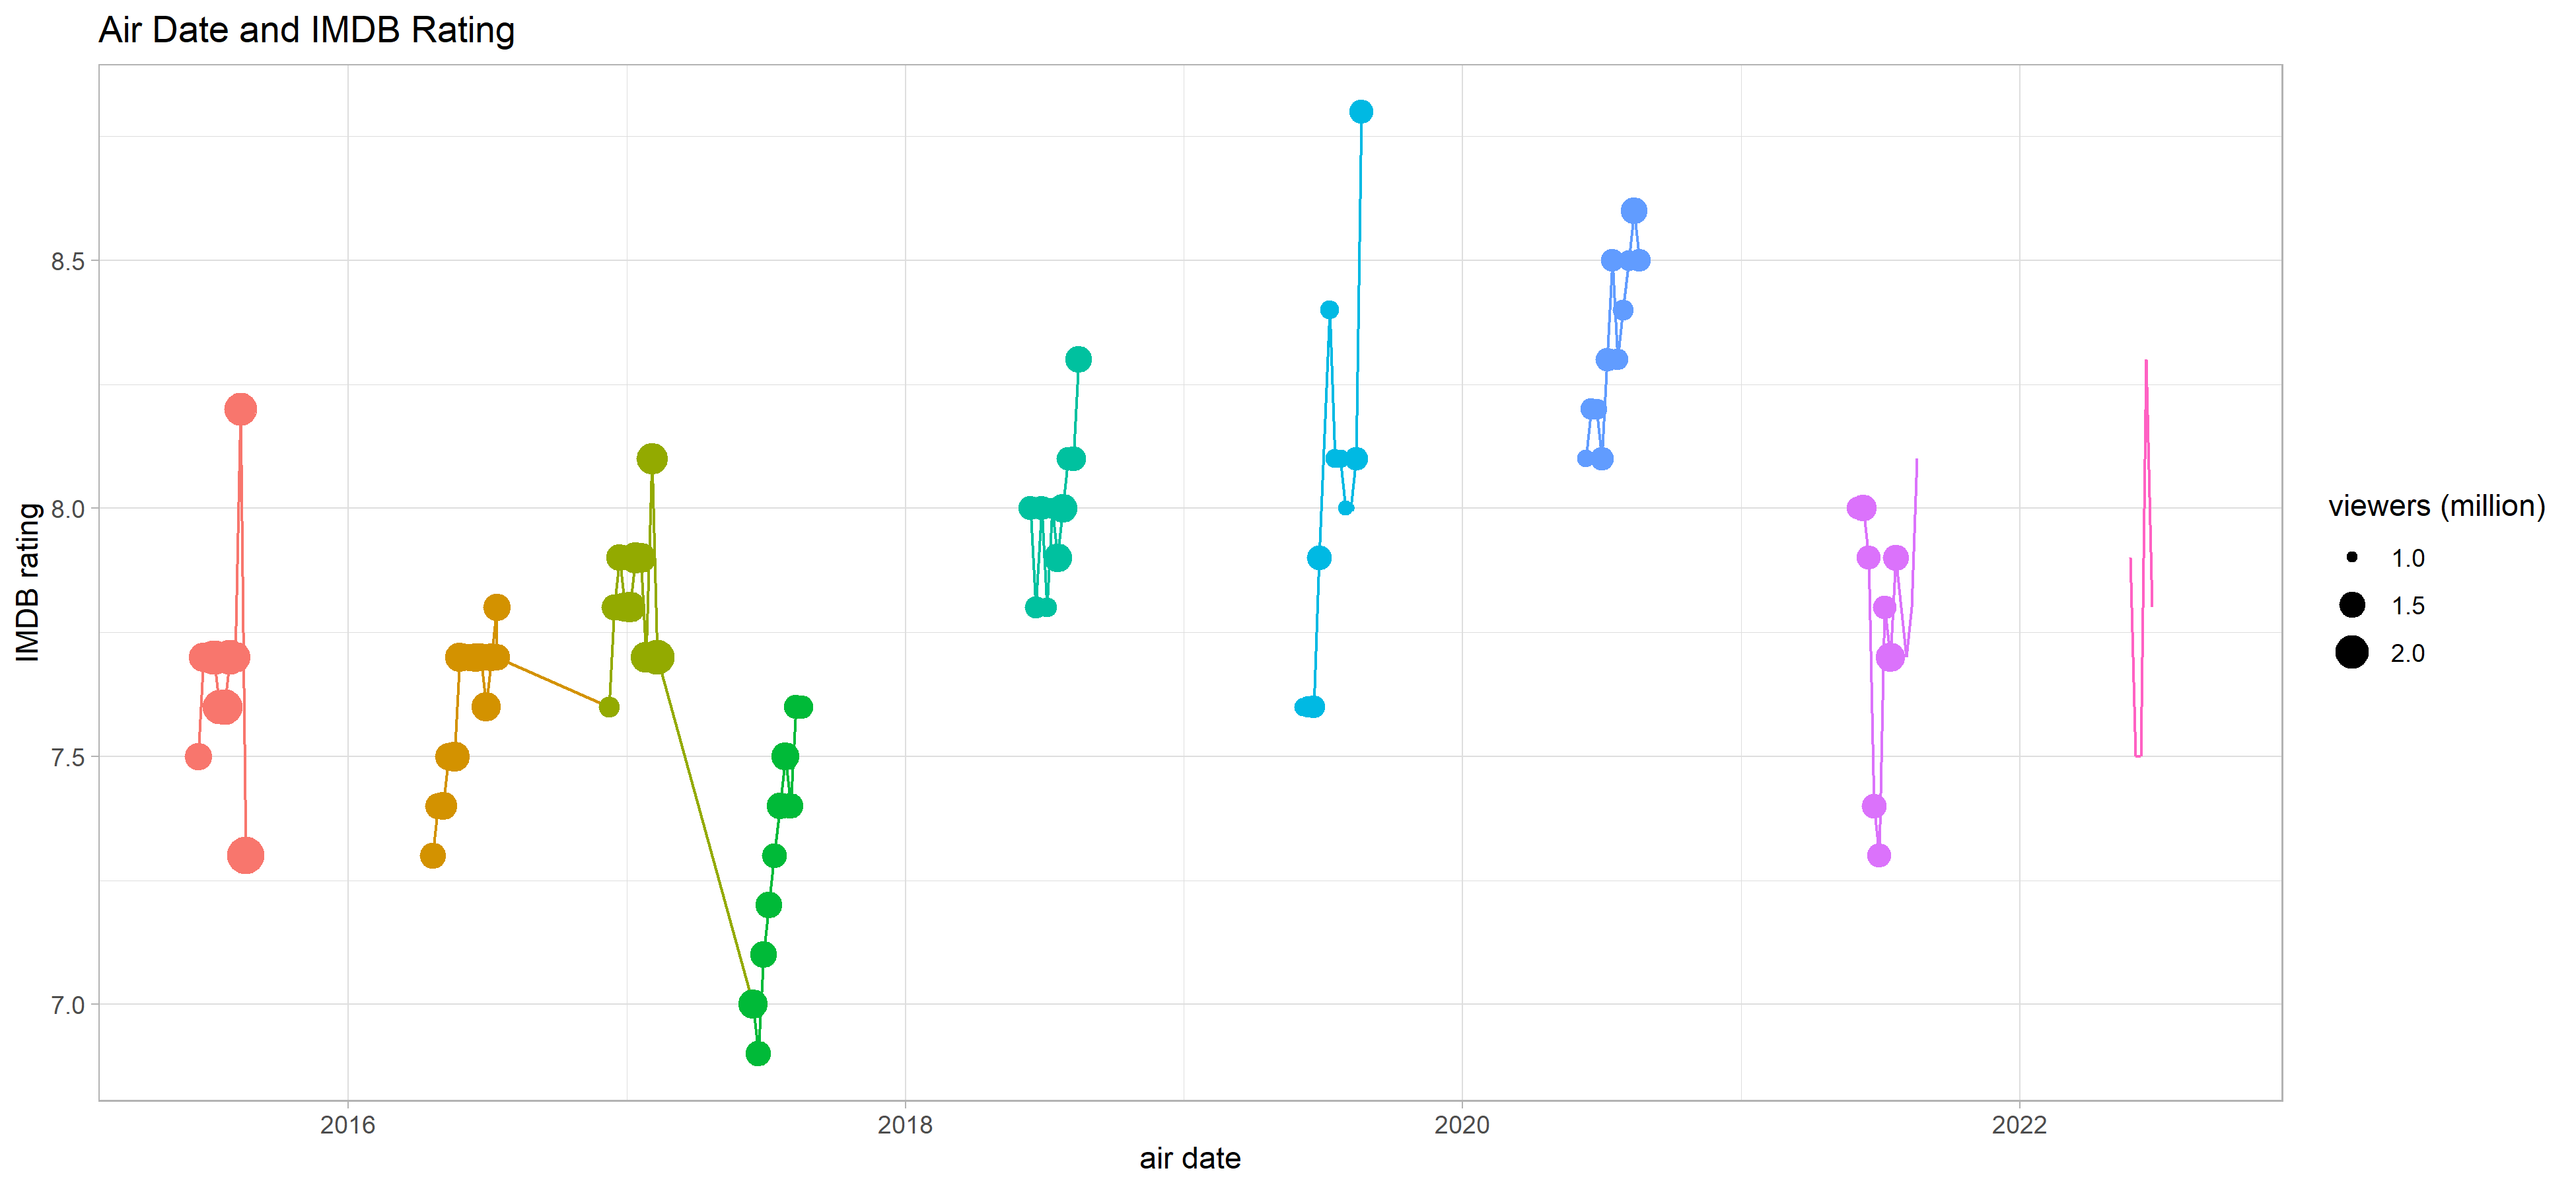 Air Date and IMDB Rating
IMDB rating
8.5
8.0
7.5
7.0
2016
2018
2020
2022
air date
viewers (million)
1.0
1.5
2.0